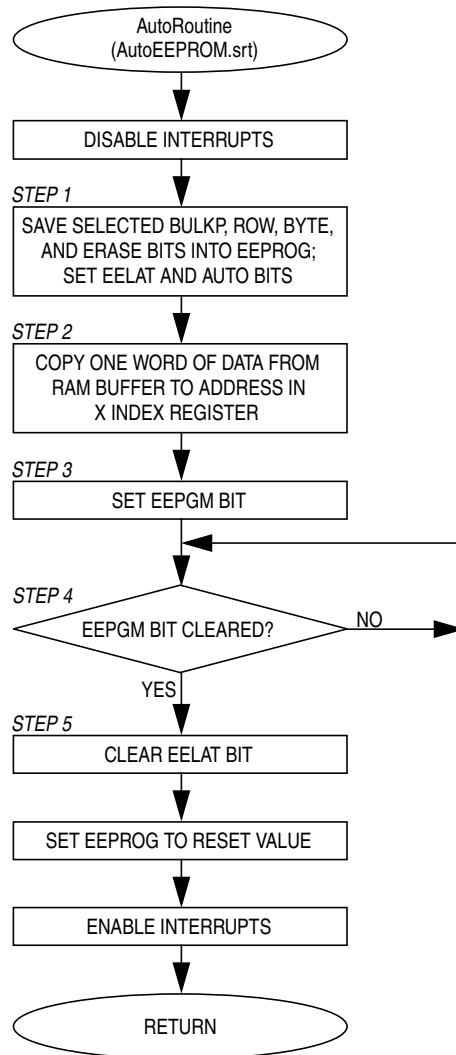 AutoRoutine
(AutoEEPROM.srt)
DISABLE INTERRUPTS
STEP 1
SAVE SELECTED BULKP, ROW, BYTE,
AND ERASE BITS INTO EEPROG;
SET EELAT AND AUTO BITS
STEP 2
COPY ONE WORD OF DATA FROM
RAM BUFFER TO ADDRESS IN
X INDEX REGISTER
STEP 3
SET EEPGM BIT
STEP 4
EEPGM BIT CLEARED?
NO
YES
STEP 5
CLEAR EELAT BIT
SET EEPROG TO RESET VALUE
ENABLE INTERRUPTS
RETURN